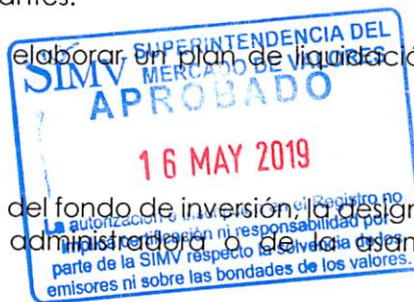 antes.
elaborar un plan de liquidació
SUPERINTENDENCIA DEL
SIMV MERCADO DE VALORES
APROBADO
16 MAY 2019
del fondo de inversión; la design
La autorización o inscripción en el Registro no
implica certificación ni responsabilidad por
administradora o de la asam
parte de la SIMV respecto la solvencia de los
emisores ni sobre las bondades de los valores.